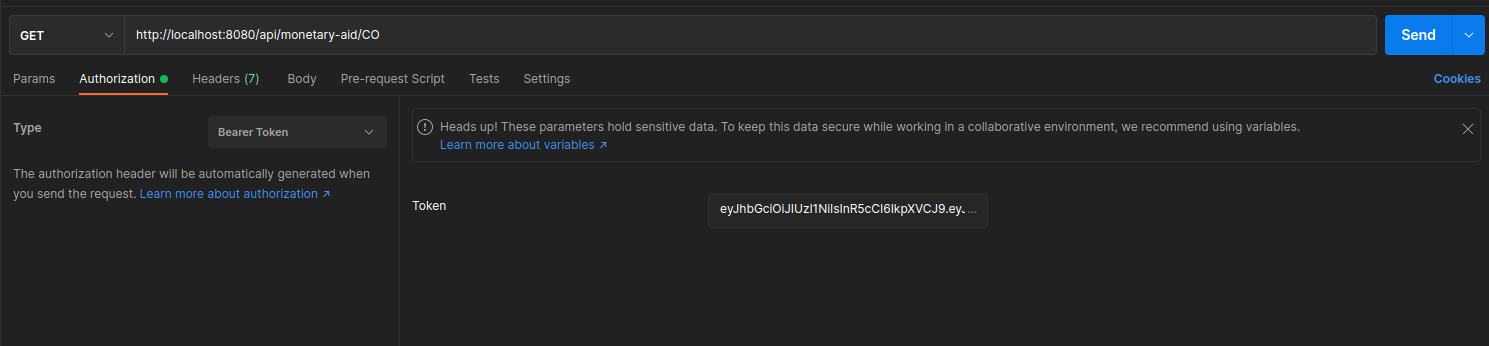 GET
http://localhost:8080/api/monetary-aid/CO
Send
Params
Authorization
Headers (7)
Body
Pre-request Script
Tests
Settings
Cookies
Type
Bearer Token
The authorization header will be automatically generated when
you send the request. Learn more about authorization ↗
Heads up! These parameters hold sensitive data. To keep this data secure while working in a collaborative environment, we recommend using variables.
Learn more about variables ↗
Token
eyJhbGciOiJIUzI1NiIsInR5cCI6IkpXVCJ9.eyJ...